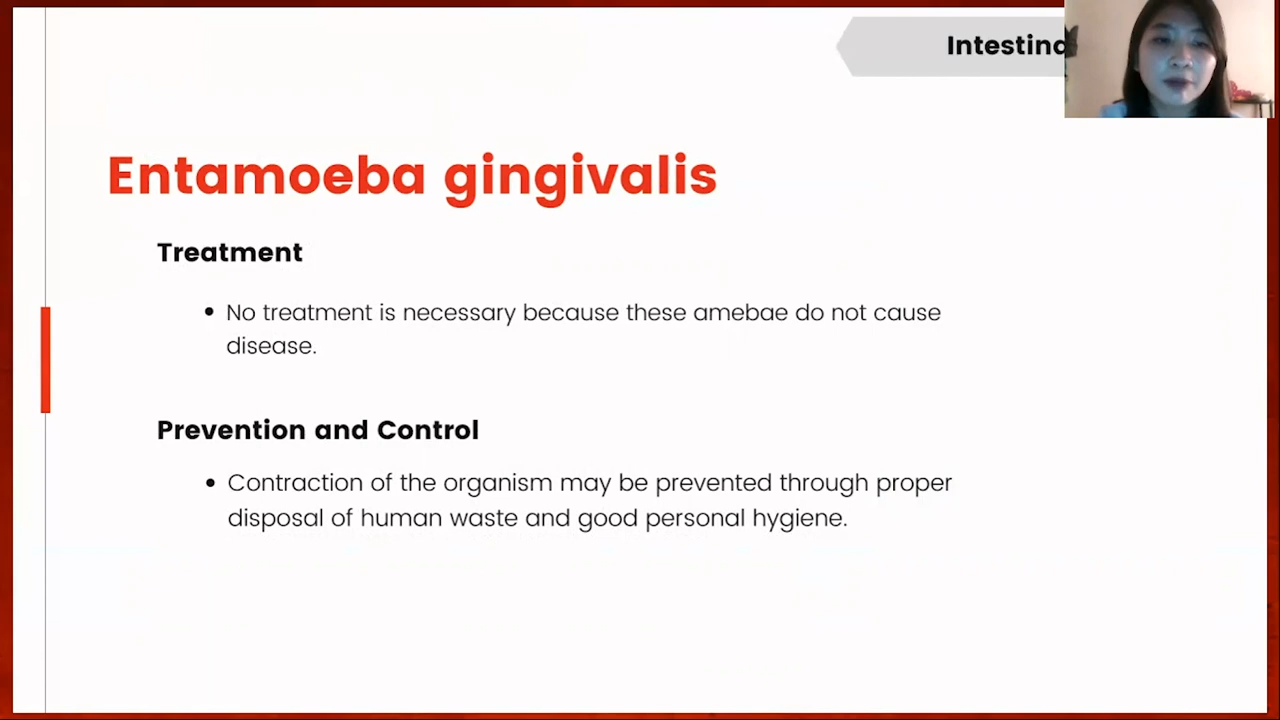 Entamoeba gingivalis
Treatment
• No treatment is necessary because these amebae do not cause
disease.
Prevention and Control
• Contraction of the organism may be prevented through proper
disposal of human waste and good personal hygiene.